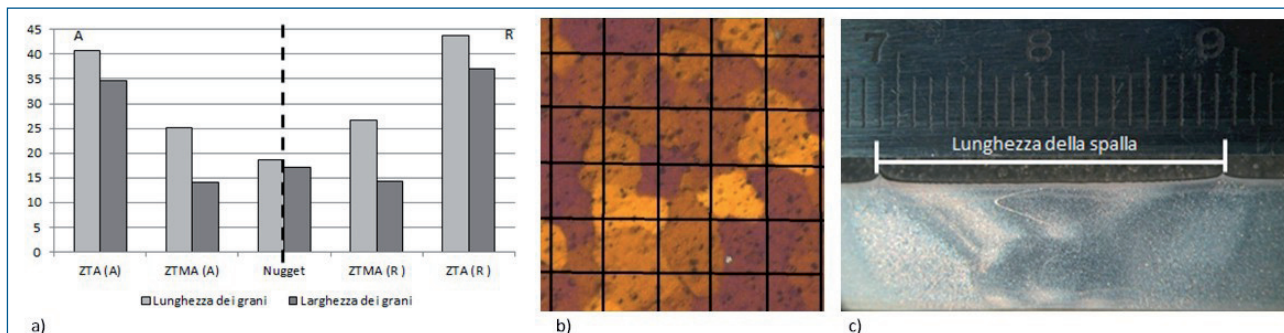 45
40
35
30
25
20
15
10
5
0
A
R
ZTA (A)
ZTMA (A)
Nugget
ZTMA (R )
ZTA (R )
Lunghezza dei grani
Larghezza dei grani
a)
b)
7 8 9
Lunghezza della spalla
c)